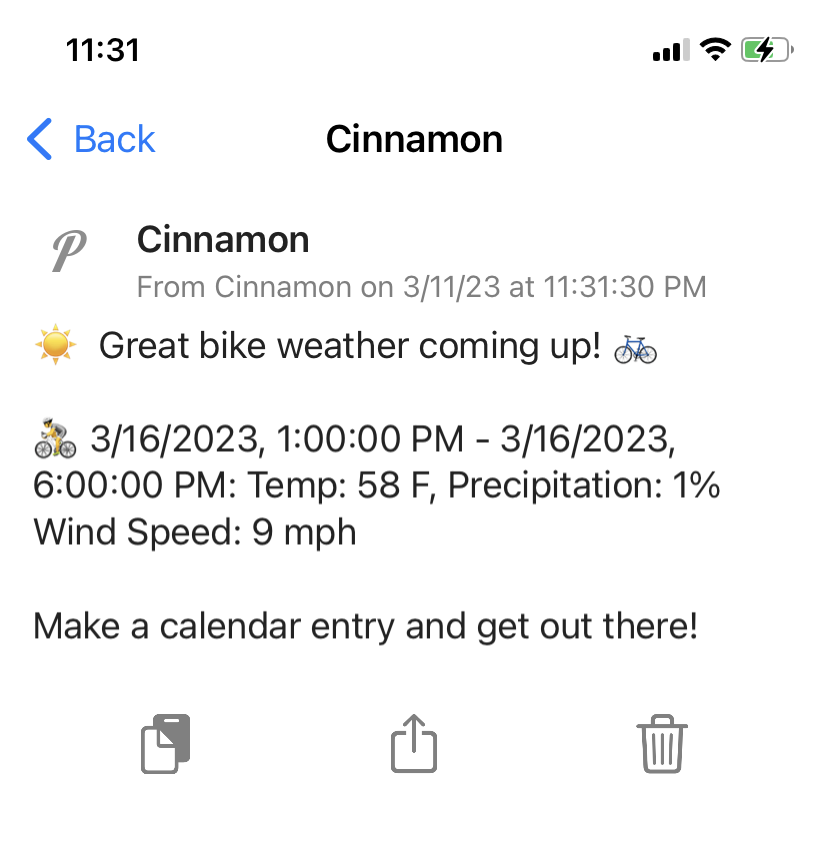 11:31
Back
Cinnamon
Cinnamon
From Cinnamon on 3/11/23 at 11:31:30 PM
☀️ Great bike weather coming up! 🚲
🚴 3/16/2023, 1:00:00 PM - 3/16/2023,
6:00:00 PM: Temp: 58 F, Precipitation: 1%
Wind Speed: 9 mph
Make a calendar entry and get out there!